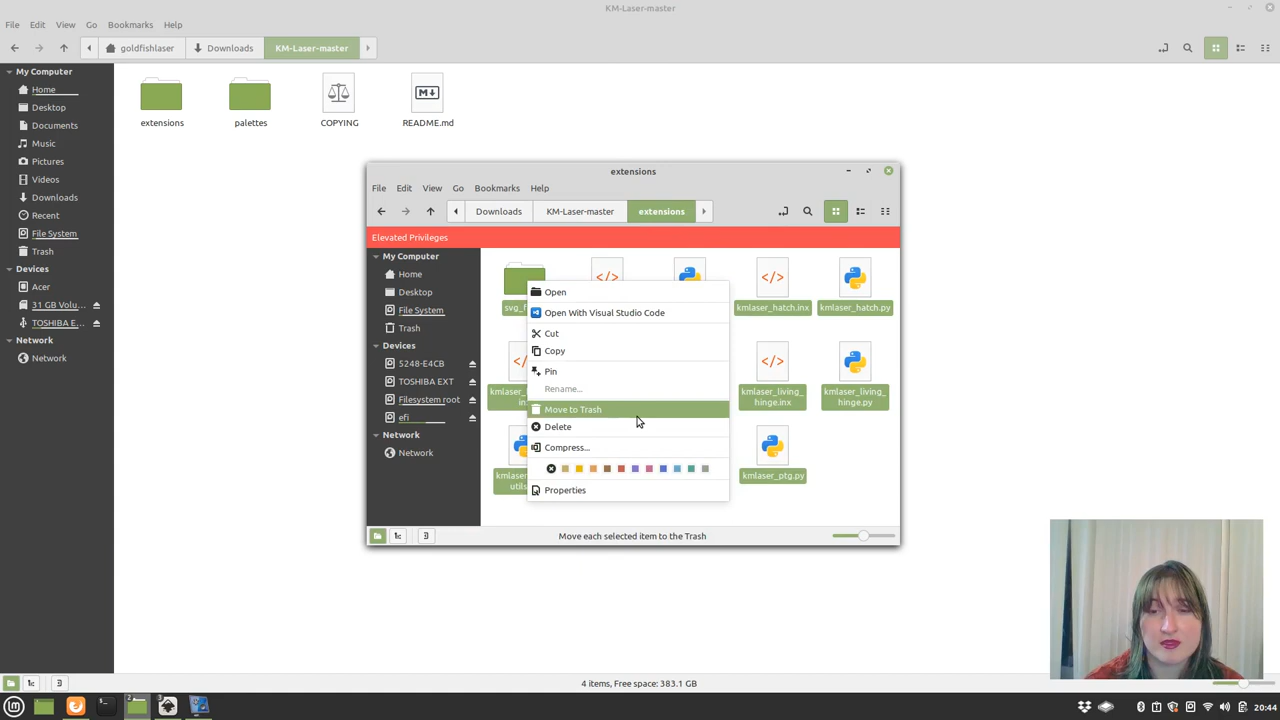 KM-Laser-master
File Edit View Go Bookmarks Help
goldfishlaser Downloads KM-Laser-master
My Computer
Home
Desktop
Documents
Music
Pictures
Videos
Downloads
Recent
File System
Trash
Devices
Acer
31 GB Volu...
TOSHIBA E...
Network
Network
extensions palettes COPYING README.md
extensions
File Edit View Go Bookmarks Help
Downloads KM-Laser-master extensions
Elevated Privileges
My Computer
Home
Desktop
File System
Trash
Devices
5248-E4CB
TOSHIBA EXT
Filesystem root
efi
Network
Network
kmlaser_hatch.inx kmlaser_hatch.py
kmlaser_living_
hinge.inx
kmlaser_living_
hinge.py
kmlaser_ptg.py
Open
Open With Visual Studio Code
Cut
Copy
Pin
Rename...
Move to Trash
Delete
Compress...
Properties
Move each selected item to the Trash
4 items, Free space: 383.1 GB
20:44